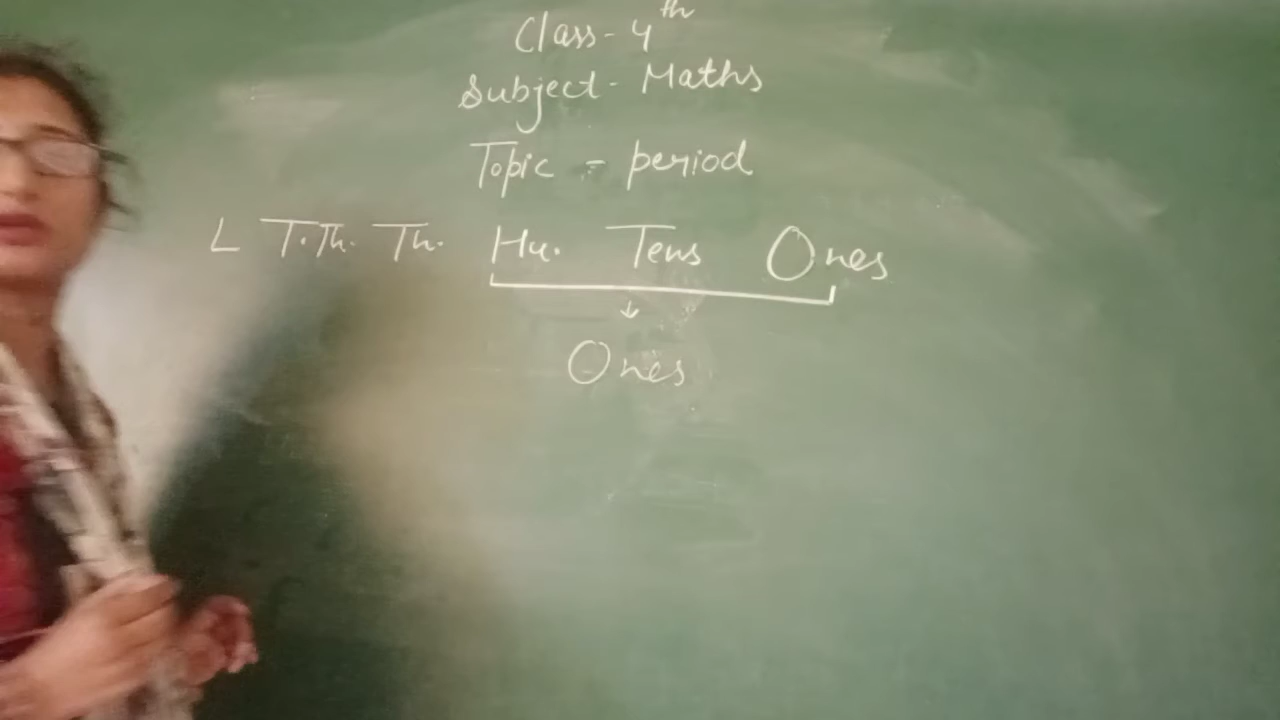 Class - 4th
Subject - Maths
Topic - period
L T.Th. Th. Hu. Tens Ones
↓
Ones